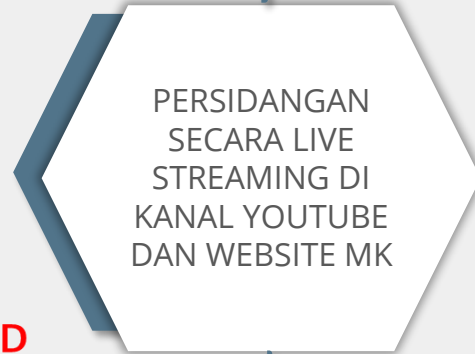 PERSIDANGAN
SECARA LIVE
STREAMING DI
KANAL YOUTUBE
DAN WEBSITE MK
D